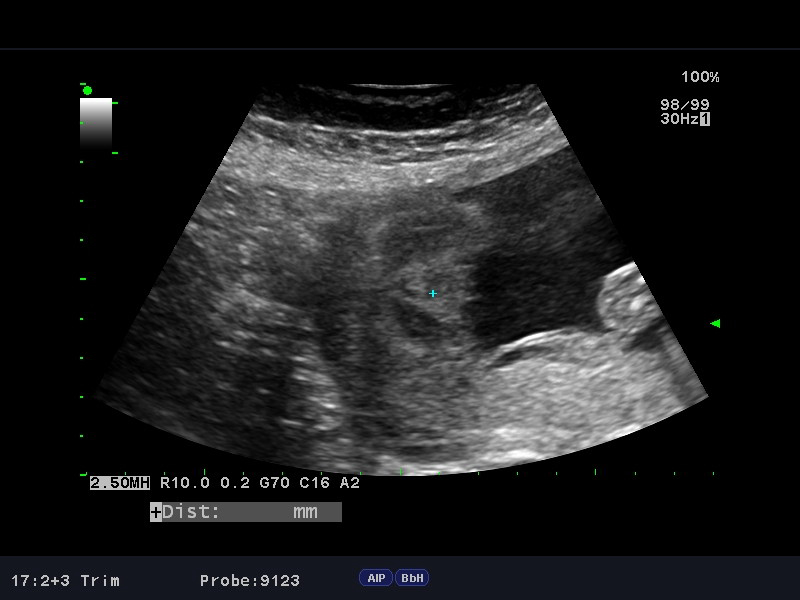 100%
98/99
30Hz1
2.50MH R10.0 0.2 G70 C16 A2
+Dist: mm
17:2+3 Trim Probe:9123 AIP BbH